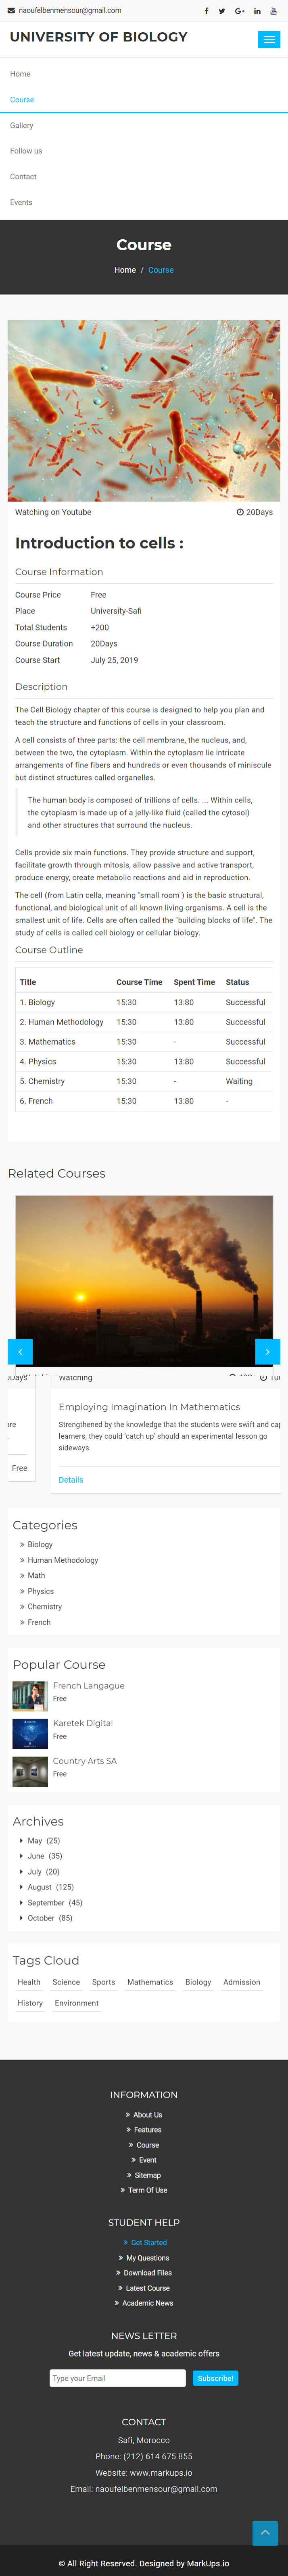 naoufelbenmensour@gmail.com
UNIVERSITY OF BIOLOGY
Home
Course
Gallery
Follow us
Contact
Events
Course
Home / Course
Watching on Youtube 20Days
Introduction to cells :
Course Information
Course Price Free
Place University-Safi
Total Students +200
Course Duration 20Days
Course Start July 25, 2019
Description
The Cell Biology chapter of this course is designed to help you plan and
teach the structure and functions of cells in your classroom.
A cell consists of three parts: the cell membrane, the nucleus, and,
between the two, the cytoplasm. Within the cytoplasm lie intricate
arrangements of fine fibers and hundreds or even thousands of miniscule
but distinct structures called organelles.
The human body is composed of trillions of cells. ... Within cells,
the cytoplasm is made up of a jelly-like fluid (called the cytosol)
and other structures that surround the nucleus.
Cells provide six main functions. They provide structure and support,
facilitate growth through mitosis, allow passive and active transport,
produce energy, create metabolic reactions and aid in reproduction.
The cell (from Latin cella, meaning "small room") is the basic structural,
functional, and biological unit of all known living organisms. A cell is the
smallest unit of life. Cells are often called the "building blocks of life". The
study of cells is called cell biology or cellular biology.
Course Outline
Title Course Time Spent Time Status
1. Biology 15:30 13:80 Successful
2. Human Methodology 15:30 13:80 Successful
3. Mathematics 15:30 - Successful
4. Physics 15:30 13:80 Successful
5. Chemistry 15:30 - Waiting
6. French 15:30 13:80 -
Related Courses
Watching
Employing Imagination In Mathematics
Strengthened by the knowledge that the students were swift and cap
are learners, they could 'catch up' should an experimental lesson go
sideways.
Free
Details
Categories
Biology
Human Methodology
Math
Physics
Chemistry
French
Popular Course
French Langague
Free
Karetek Digital
Free
Country Arts SA
Free
Archives
May (25)
June (35)
July (20)
August (125)
September (45)
October (85)
Tags Cloud
Health Science Sports Mathematics Biology Admission
History Environment
INFORMATION
About Us
Features
Course
Event
Sitemap
Term Of Use
STUDENT HELP
Get Started
My Questions
Download Files
Latest Course
Academic News
NEWS LETTER
Get latest update, news & academic offers
Type your Email Subscribe!
CONTACT
Safi, Morocco
Phone: (212) 614 675 855
Website: www.markups.io
Email: naoufelbenmensour@gmail.com
© All Right Reserved. Designed by MarkUps.io